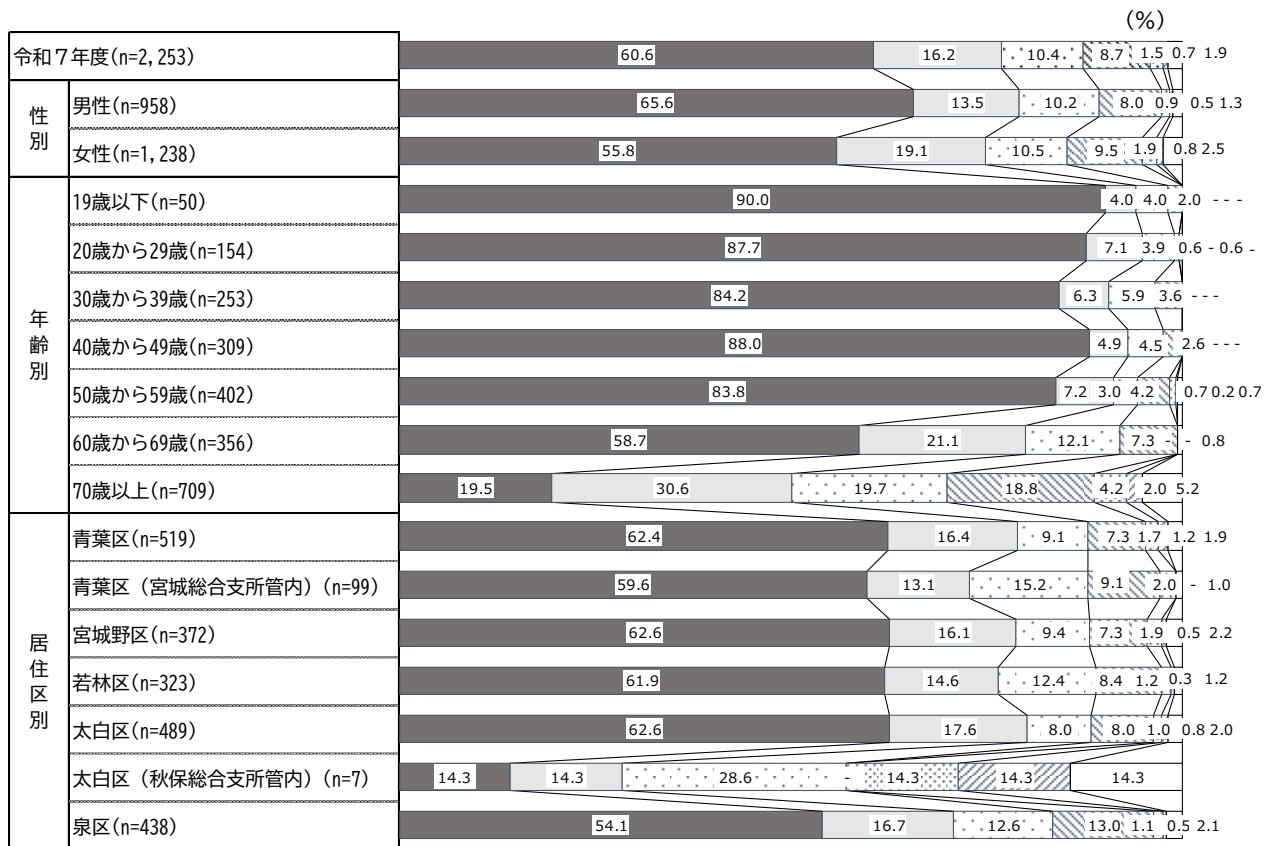 (%)
令和７年度(n=2,253) 60.6 16.2 10.4 8.7 1.5 0.7 1.9
性別
男性(n=958) 65.6 13.5 10.2 8.0 0.9 0.5 1.3
女性(n=1,238) 55.8 19.1 10.5 9.5 1.9 0.8 2.5
年齢別
19歳以下(n=50) 90.0 4.0 4.0 2.0 - - -
20歳から29歳(n=154) 87.7 7.1 3.9 0.6 - 0.6 -
30歳から39歳(n=253) 84.2 6.3 5.9 3.6 - - -
40歳から49歳(n=309) 88.0 4.9 4.5 2.6 - - -
50歳から59歳(n=402) 83.8 7.2 3.0 4.2 0.7 0.2 0.7
60歳から69歳(n=356) 58.7 21.1 12.1 7.3 - - 0.8
70歳以上(n=709) 19.5 30.6 19.7 18.8 4.2 2.0 5.2
居住区別
青葉区(n=519) 62.4 16.4 9.1 7.3 1.7 1.2 1.9
青葉区（宮城総合支所管内）(n=99) 59.6 13.1 15.2 9.1 2.0 - 1.0
宮城野区(n=372) 62.6 16.1 9.4 7.3 1.9 0.5 2.2
若林区(n=323) 61.9 14.6 12.4 8.4 1.2 0.3 1.2
太白区(n=489) 62.6 17.6 8.0 8.0 1.0 0.8 2.0
太白区（秋保総合支所管内）(n=7) 14.3 14.3 28.6 - 14.3 14.3 14.3
泉区(n=438) 54.1 16.7 12.6 13.0 1.1 0.5 2.1